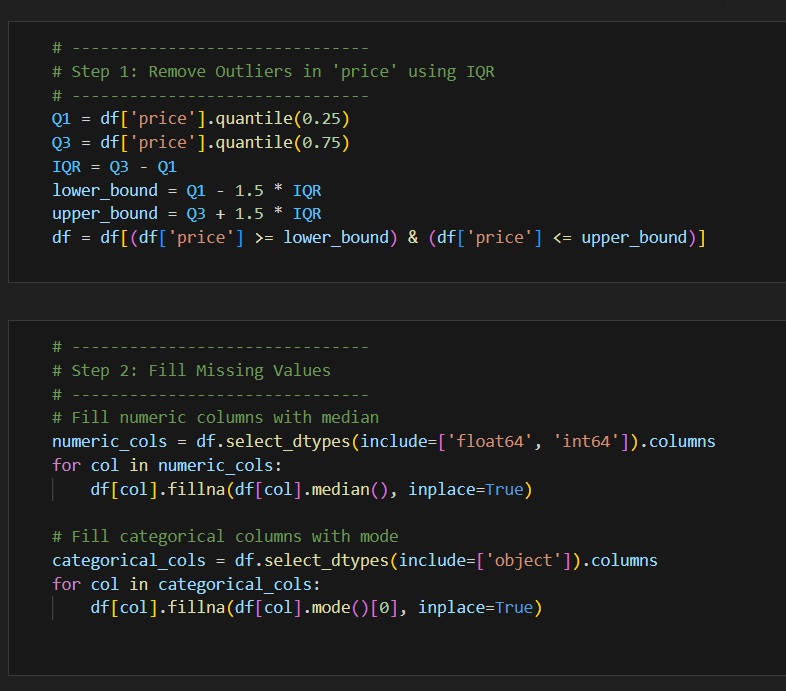 # -------------------------------
# Step 1: Remove Outliers in 'price' using IQR
# -------------------------------
Q1 = df['price'].quantile(0.25)
Q3 = df['price'].quantile(0.75)
IQR = Q3 - Q1
lower_bound = Q1 - 1.5 * IQR
upper_bound = Q3 + 1.5 * IQR
df = df[(df['price'] >= lower_bound) & (df['price'] <= upper_bound)]
# -------------------------------
# Step 2: Fill Missing Values
# -------------------------------
# Fill numeric columns with median
numeric_cols = df.select_dtypes(include=['float64', 'int64']).columns
for col in numeric_cols:
    df[col].fillna(df[col].median(), inplace=True)
# Fill categorical columns with mode
categorical_cols = df.select_dtypes(include=['object']).columns
for col in categorical_cols:
    df[col].fillna(df[col].mode()[0], inplace=True)